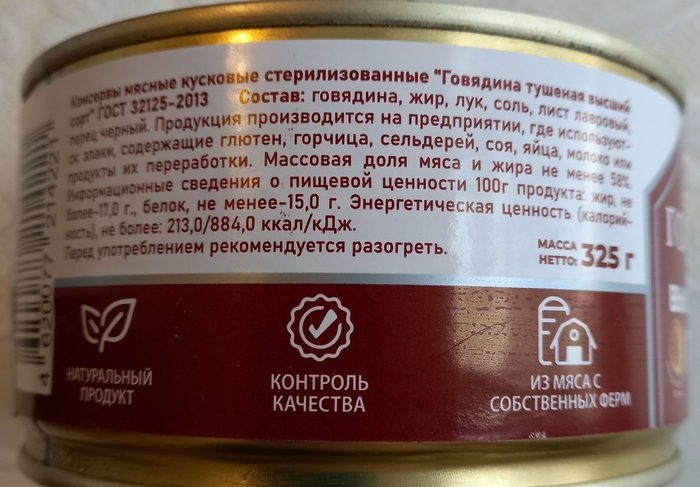 Консервы мясные кусковые стерилизованные "Говядина тушеная высший
сорт" ГОСТ 32125-2013 Состав: говядина, жир, лук, соль, лист лавровый,
перец черный. Продукция производится на предприятии, где используют-
ся: злаки, содержащие глютен, горчица, сельдерей, соя, яйца, молоко или
продукты их переработки. Массовая доля мяса и жира не менее 58%.
Информационные сведения о пищевой ценности 100г продукта: жир, не
более-17,0 г., белок, не менее-15,0 г. Энергетическая ценность (калорий-
ность), не более: 213,0/884,0 ккал/кДж.
Перед употреблением рекомендуется разогреть.
МАССА
НЕТТО: 325 г
НАТУРАЛЬНЫЙ
ПРОДУКТ
КОНТРОЛЬ
КАЧЕСТВА
ИЗ МЯСА С
СОБСТВЕННЫХ ФЕРМ
4 620077 214221